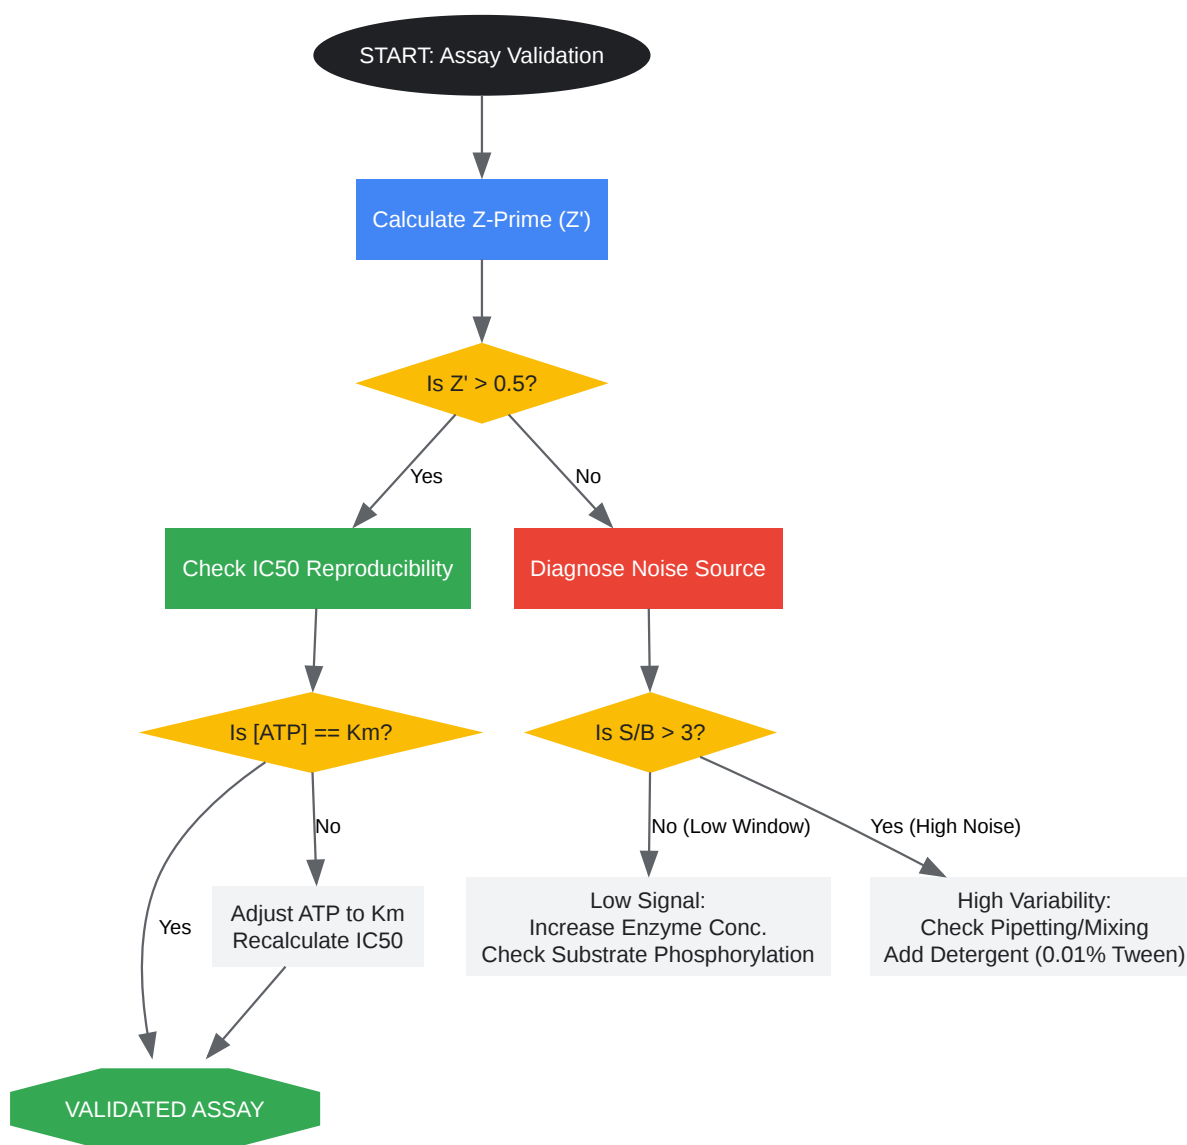 START: Assay Validation
Calculate Z-Prime (Z')
Is Z' > 0.5?
Yes
No
Check IC50 Reproducibility
Diagnose Noise Source
Is [ATP] == Km?
Is S/B > 3?
No
No (Low Window)
Yes (High Noise)
Adjust ATP to Km
Recalculate IC50
Low Signal:
Increase Enzyme Conc.
Check Substrate Phosphorylation
High Variability:
Check Pipetting/Mixing
Add Detergent (0.01% Tween)
Yes
VALIDATED ASSAY